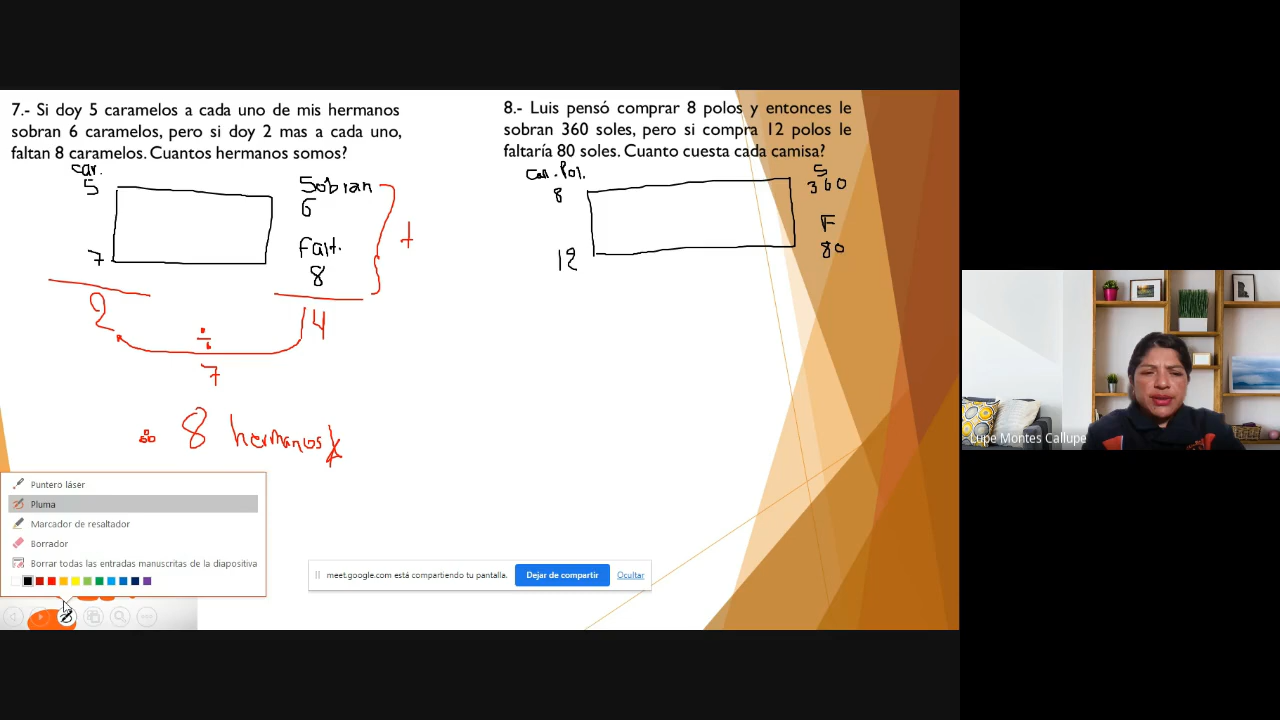 7.- Si doy 5 caramelos a cada uno de mis hermanos
sobran 6 caramelos, pero si doy 2 mas a cada uno,
faltan 8 caramelos. Cuantos hermanos somos?
Car.
5
Sobran
6
Falt.
7
8
+
2
14
÷
7
∴ 8 hermanos
8.- Luis pensó comprar 8 polos y entonces le
sobran 360 soles, pero si compra 12 polos le
faltaría 80 soles. Cuanto cuesta cada camisa?
Can. Pol.
8
S
360
F
12
80
Puntero láser
Pluma
Marcador de resaltador
Borrador
Borrar todas las entradas manuscritas de la diapositiva
meet.google.com está compartiendo tu pantalla.
Dejar de compartir
Ocultar
Lupe Montes Callupe